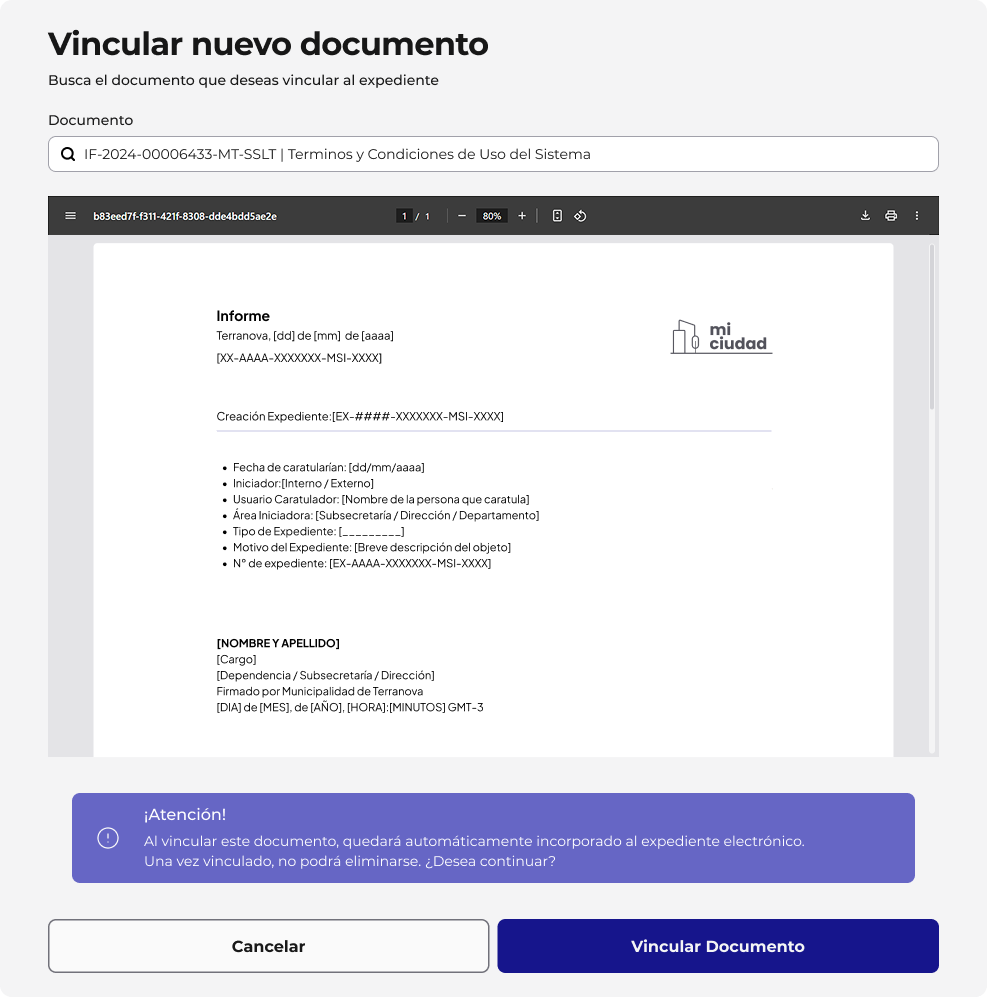 Vincular nuevo documento
Busca el documento que deseas vincular al expediente
Documento
IF-2024-00006433-MT-SSLT | Terminos y Condiciones de Uso del Sistema
b83eed7f-f311-421f-8308-dde4bdd5ae2e
1 / 1
80%
Informe
Terranova, [dd] de [mm] de [aaaa]
[XX-AAAA-XXXXXXX-MSI-XXXX]
mi
ciudad
Creación Expediente:[EX-####-XXXXXXX-MSI-XXXX]
• Fecha de caratularían: [dd/mm/aaaa]
• Iniciador:[Interno / Externo]
• Usuario Caratulador: [Nombre de la persona que caratula]
• Área Iniciadora: [Subsecretaría / Dirección / Departamento]
• Tipo de Expediente: [_________]
• Motivo del Expediente: [Breve descripción del objeto]
• N° de expediente: [EX-AAAA-XXXXXXX-MSI-XXXX]
[NOMBRE Y APELLIDO]
[Cargo]
[Dependencia / Subsecretaría / Dirección]
Firmado por Municipalidad de Terranova
[DIA] de [MES], de [AÑO], [HORA]:[MINUTOS] GMT-3
¡Atención!
Al vincular este documento, quedará automáticamente incorporado al expediente electrónico.
Una vez vinculado, no podrá eliminarse. ¿Desea continuar?
Cancelar
Vincular Documento